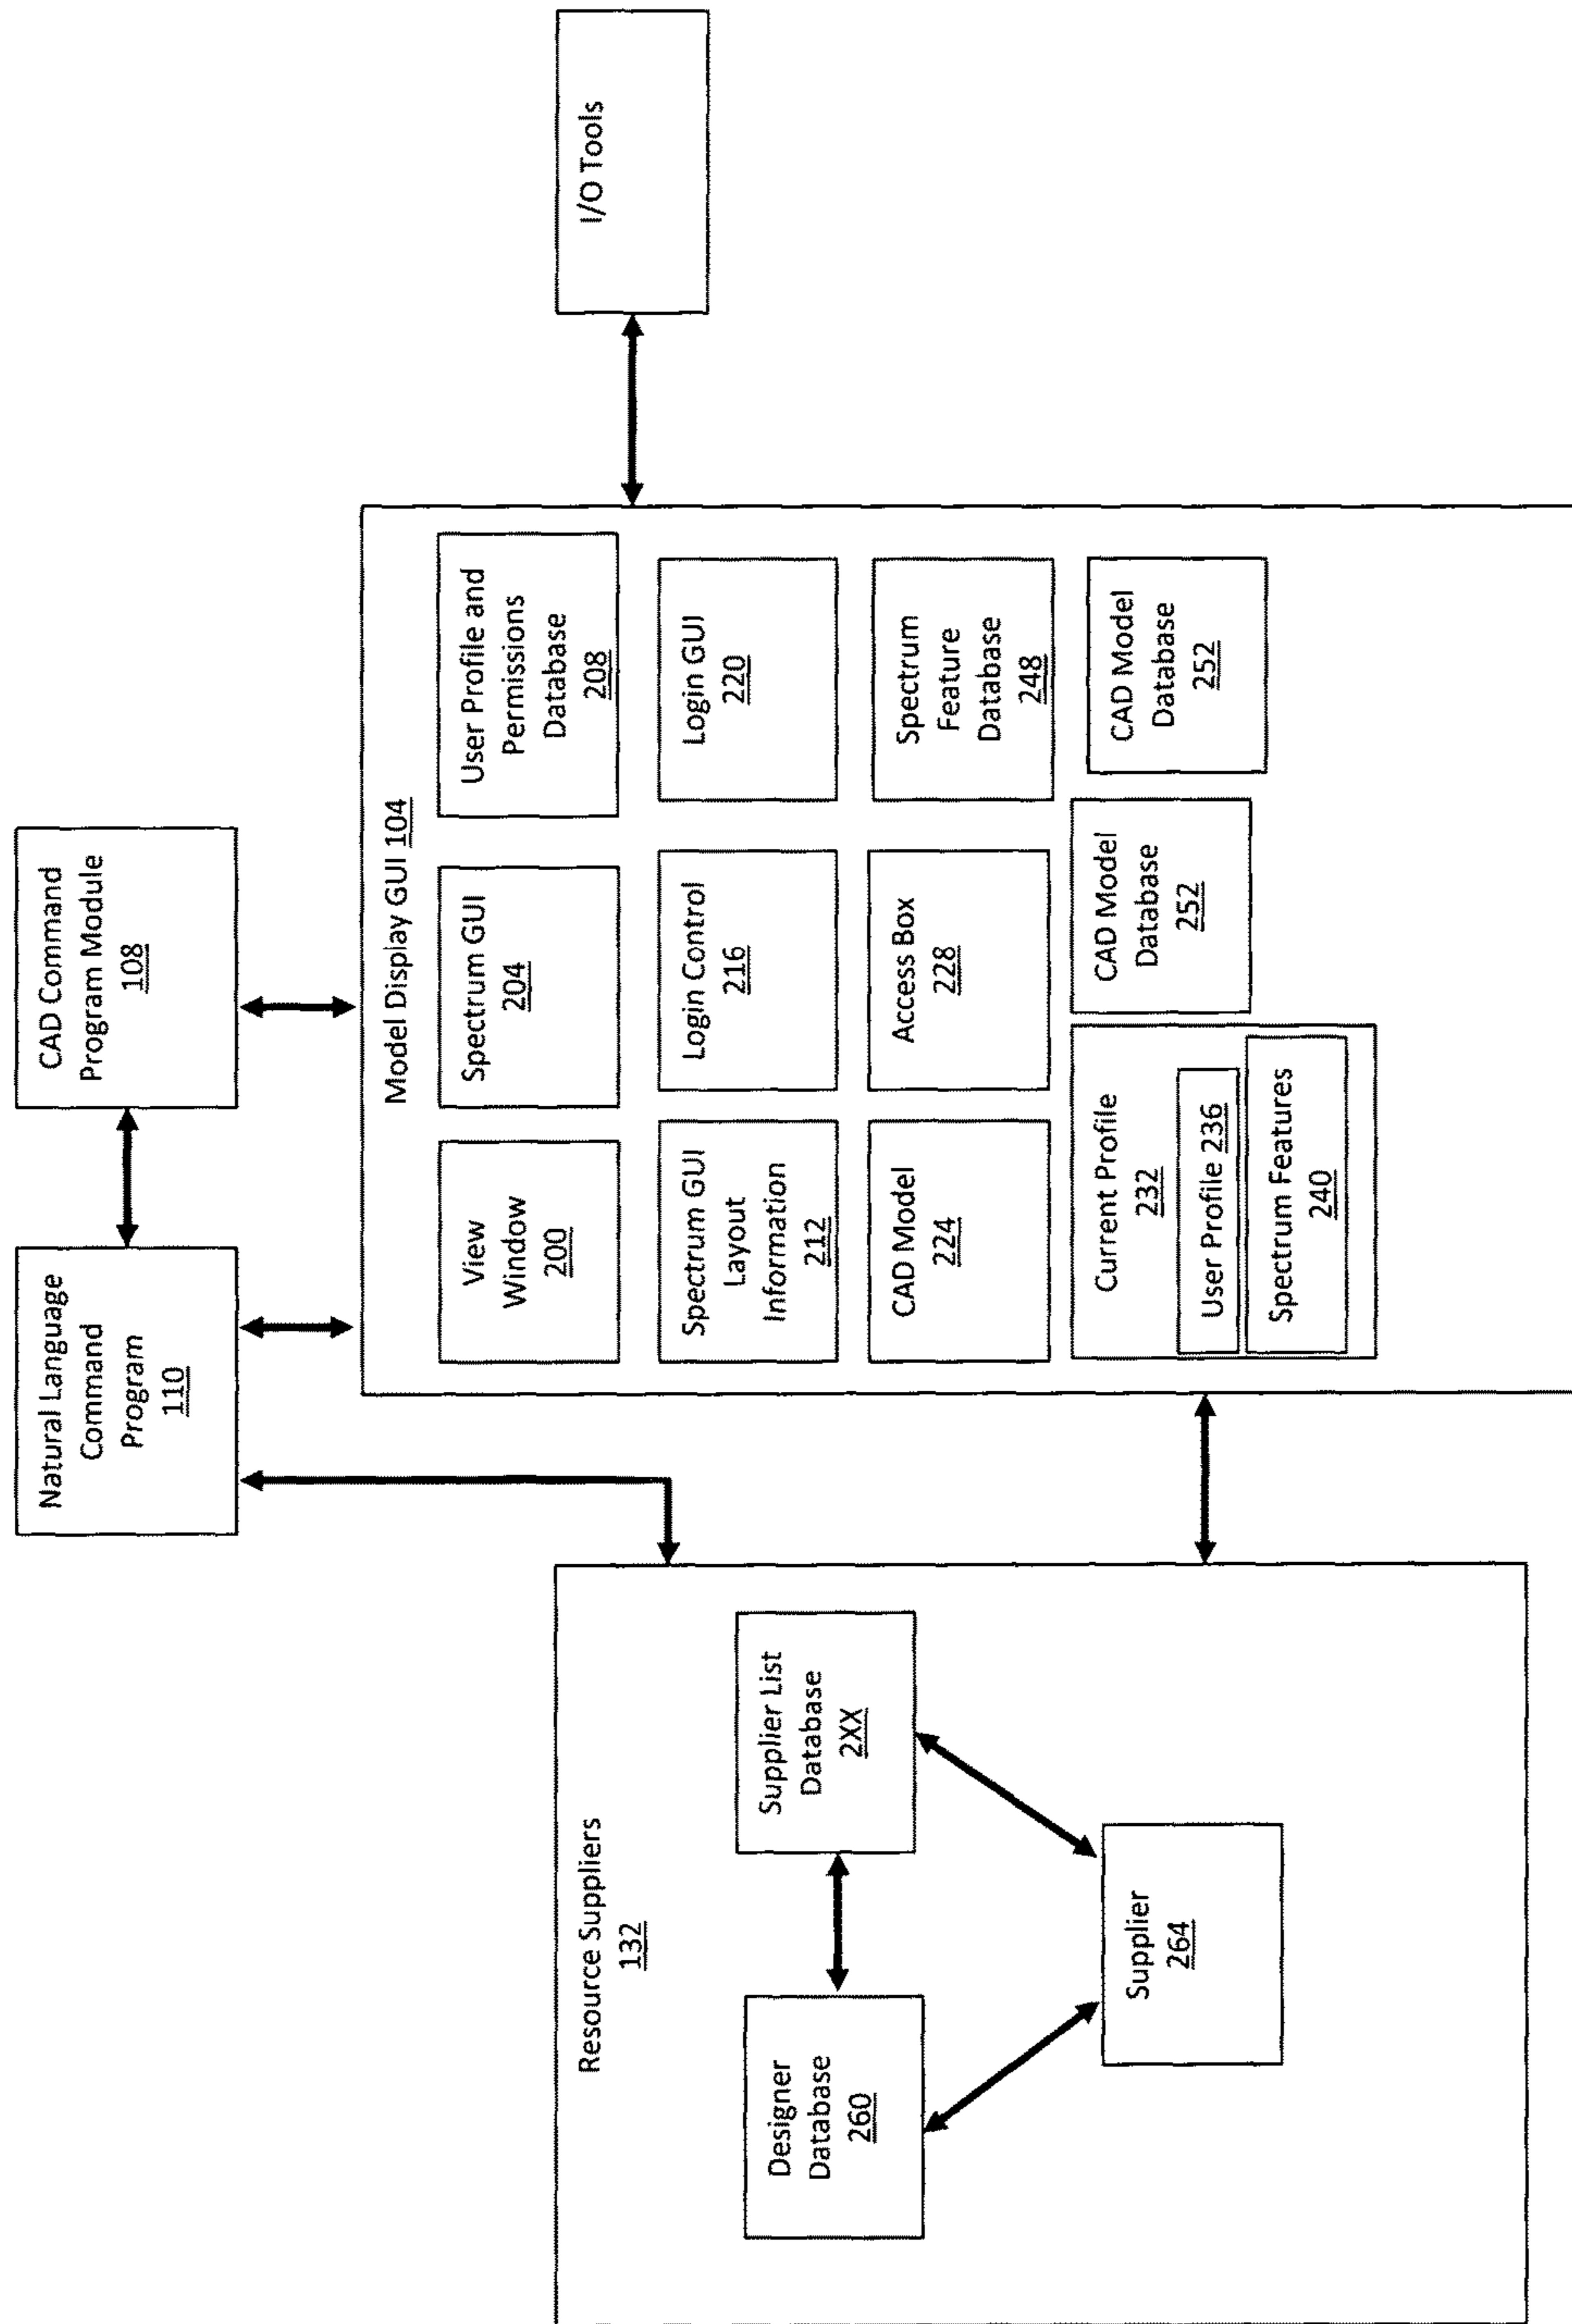 Natural Language
Command
Program
110
CAD Command
Program Module
108
Resource Suppliers
132
Designer
Database
260
Supplier List
Database
2XX
Supplier
264
Model Display GUI 104
View
Window
200
Spectrum GUI
204
User Profile and
Permissions
Database
208
Spectrum GUI
Layout
Information
212
Login Control
216
Login GUI
220
CAD Model
224
Access Box
228
Spectrum
Feature
Database
248
Current Profile
232
User Profile 236
Spectrum Features
240
CAD Model
Database
252
CAD Model
Database
252
I/O Tools